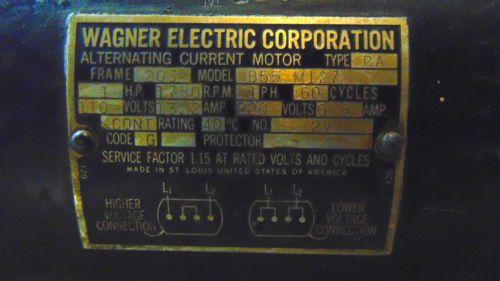 WAGNER ELECTRIC CORPORATION
ALTERNATING CURRENT MOTOR TYPE RA
FRAME MODEL M127
1 H.P. 1750 R.P.M. 1 PH. 60 CYCLES
110 VOLTS AMP. VOLTS AMP.
CONT RATING 40 °C NO.
CODE G PROTECTOR
SERVICE FACTOR 1.15 AT RATED VOLTS AND CYCLES
MADE IN ST LOUIS UNITED STATES OF AMERICA
L1 L2 L1 L2
HIGHER VOLTAGE CONNECTION
LOWER VOLTAGE CONNECTION